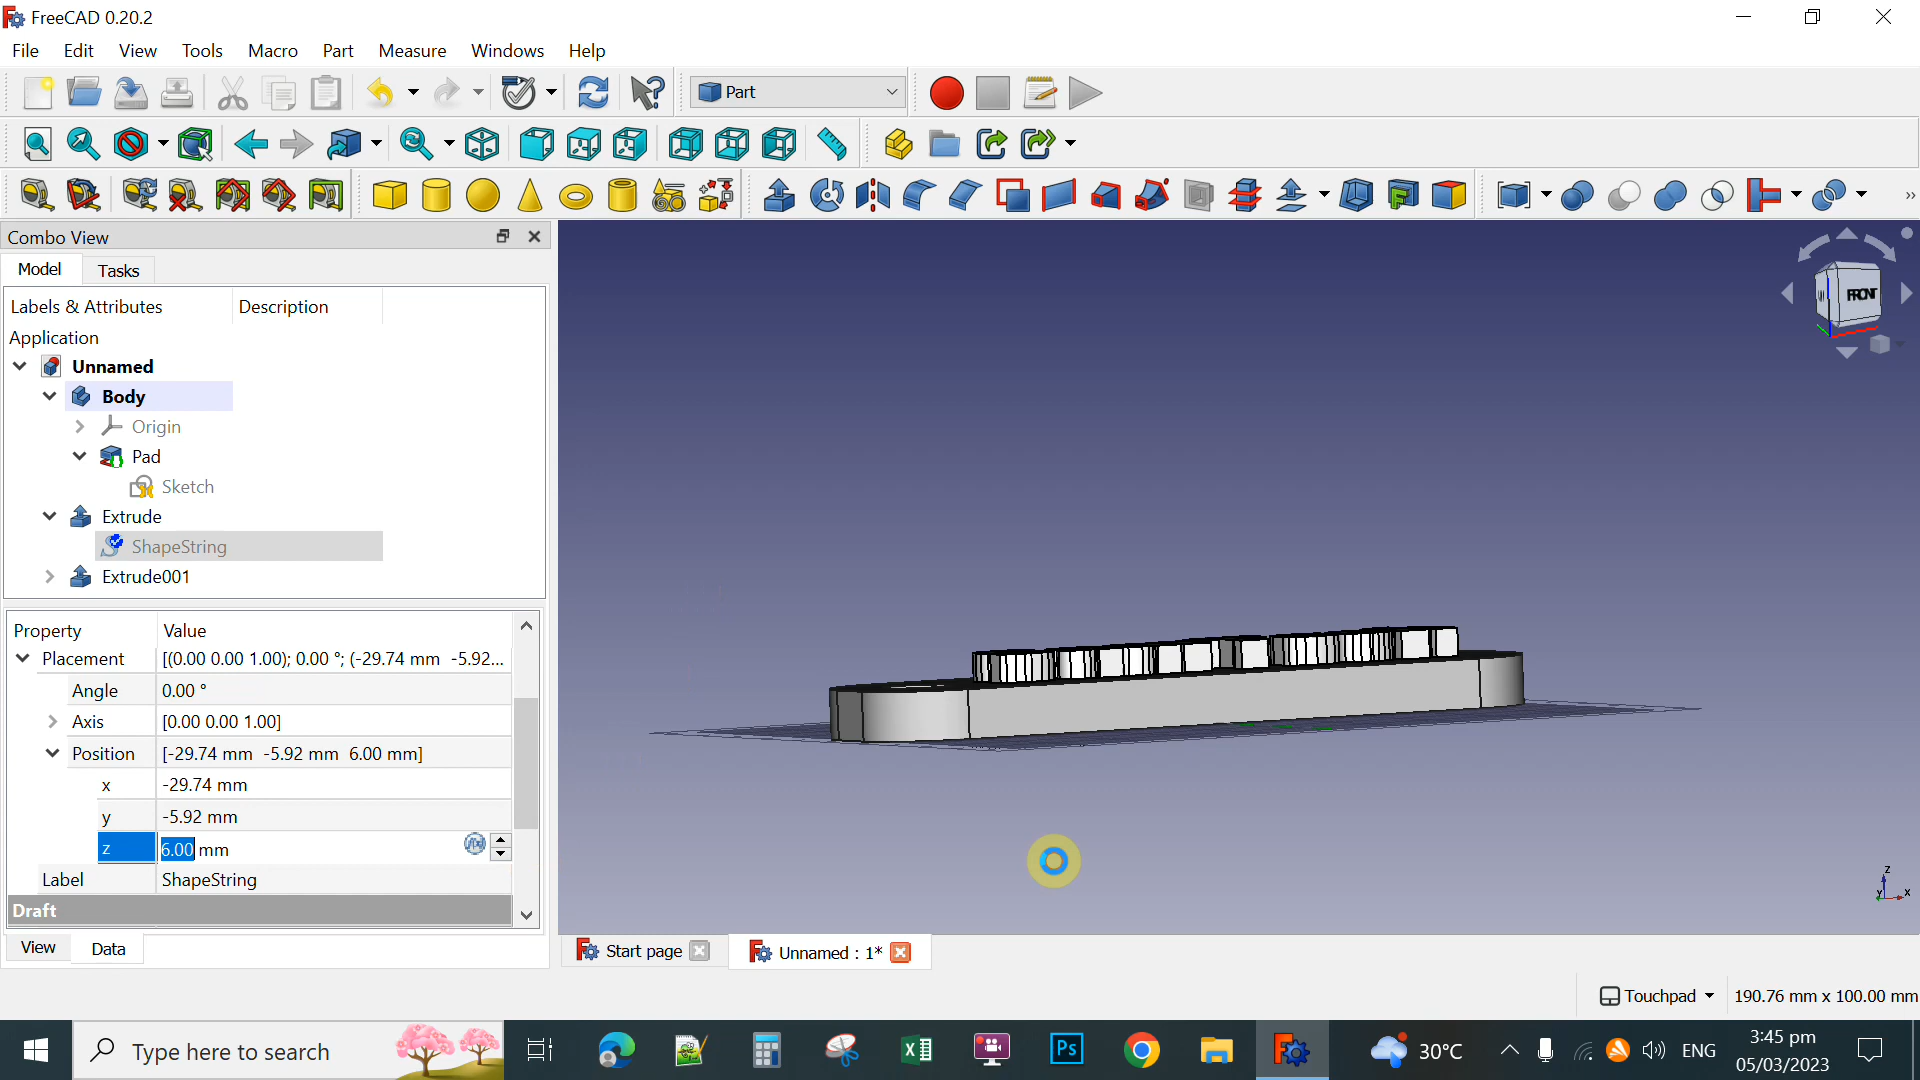 FreeCAD 0.20.2
File Edit View Tools Macro Part Measure Windows Help
Part
Combo View
Model Tasks
Labels & Attributes Description
Application
Unnamed
Body
Origin
Pad
Sketch
Extrude
ShapeString
Extrude001
Property Value
Placement [(0.00 0.00 1.00); 0.00 °; (-29.74 mm -5.92...
Angle 0.00 °
Axis [0.00 0.00 1.00]
Position [-29.74 mm -5.92 mm 6.00 mm]
x -29.74 mm
y -5.92 mm
z 6.00 mm
Label ShapeString
Draft
View Data
FRONT
z
y x
Start page Unnamed : 1*
Touchpad 190.76 mm x 100.00 mm
Type here to search
Ps
30°C
ENG
3:45 pm
05/03/2023